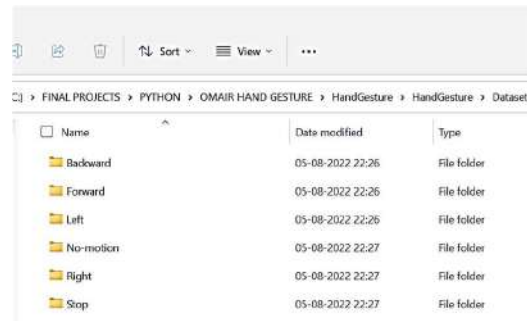 Sort View ...
C:) > FINAL PROJECTS > PYTHON > OMAIR HAND GESTURE > HandGesture > HandGesture > Dataset
Name Date modified Type
Backward 05-08-2022 22:26 File folder
Forward 05-08-2022 22:26 File folder
Left 05-08-2022 22:26 File folder
No-motion 05-08-2022 22:27 File folder
Right 05-08-2022 22:27 File folder
Stop 05-08-2022 22:27 File folder